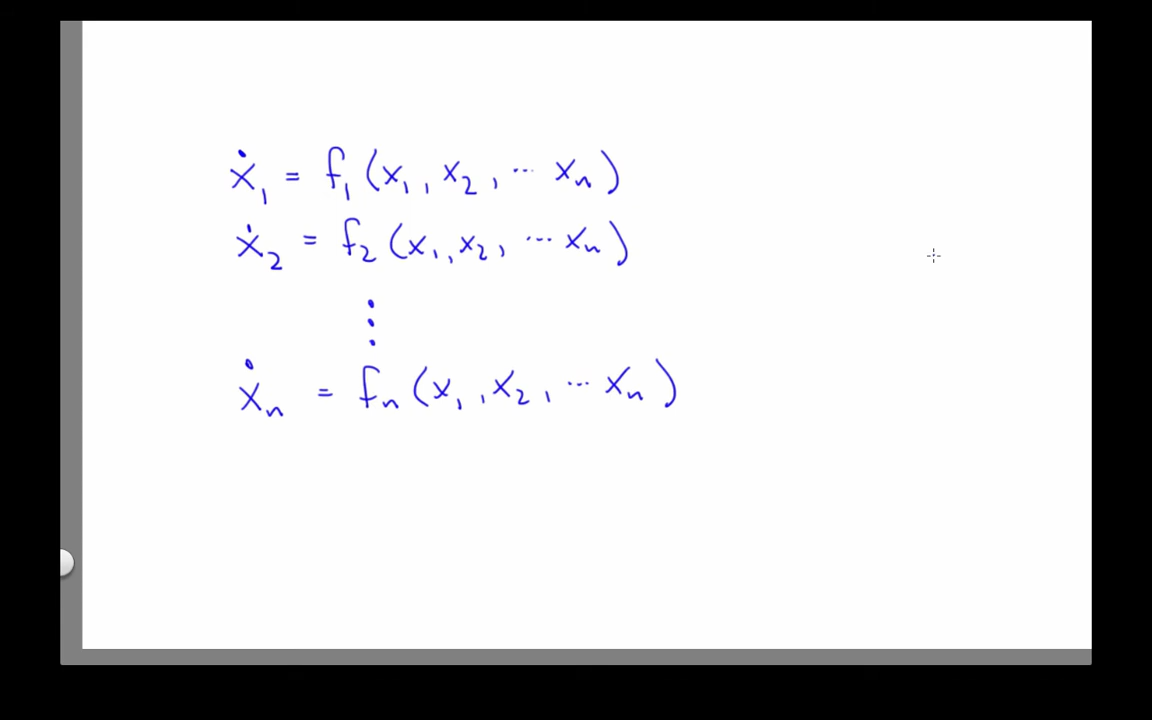 ẋ₁ = f₁(x₁, x₂, ... xₙ)
ẋ₂ = f₂(x₁, x₂, ... xₙ)
⋮
ẋₙ = fₙ(x₁, x₂, ... xₙ)